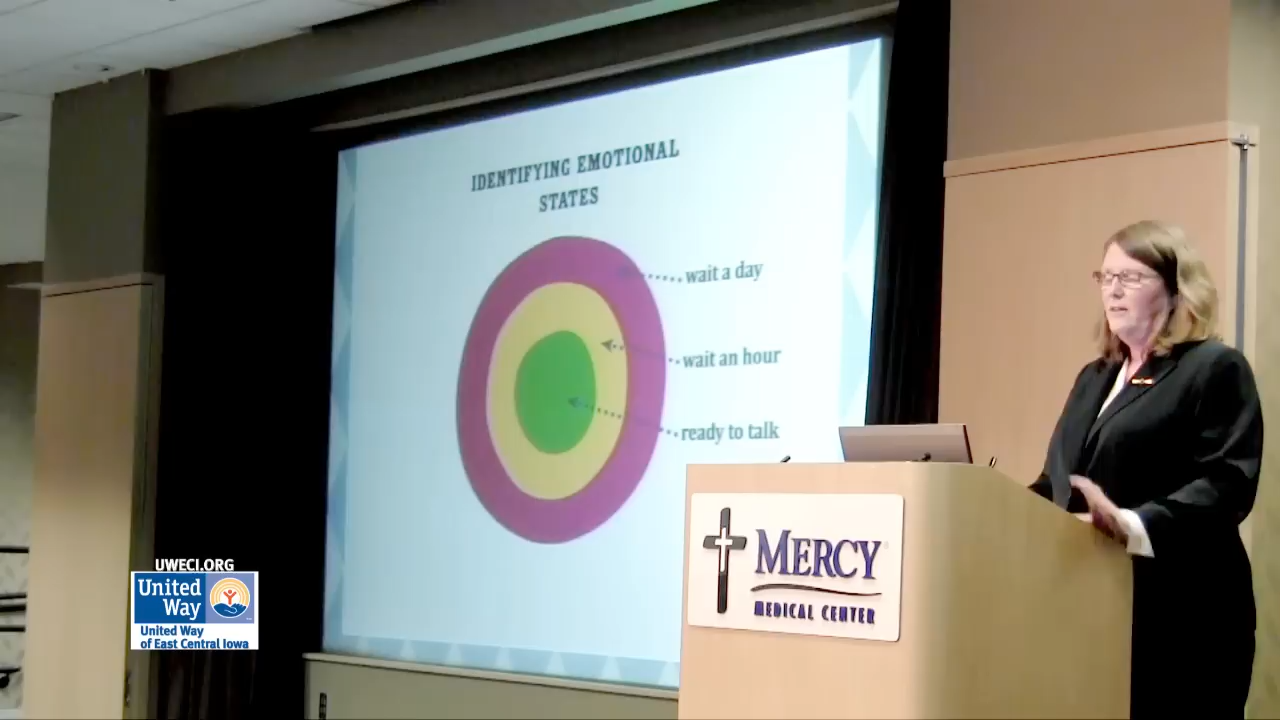 IDENTIFYING EMOTIONAL
STATES
wait a day
wait an hour
ready to talk
MERCY
MEDICAL CENTER
UWECI.ORG
United
Way
United Way
of East Central Iowa